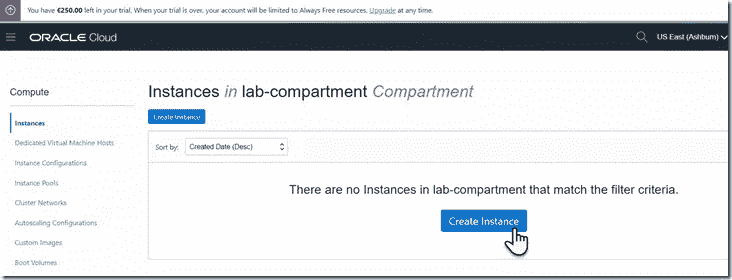 You have €250.00 left in your trial. When your trial is over, your account will be limited to Always Free resources. Upgrade at any time.
ORACLE Cloud
US East (Ashburn)
Compute
Instances
Dedicated Virtual Machine Hosts
Instance Configurations
Instance Pools
Cluster Networks
Autoscaling Configurations
Custom Images
Boot Volumes
Instances in lab-compartment Compartment
Create Instance
Sort by:
Created Date (Desc)
There are no Instances in lab-compartment that match the filter criteria.
Create Instance